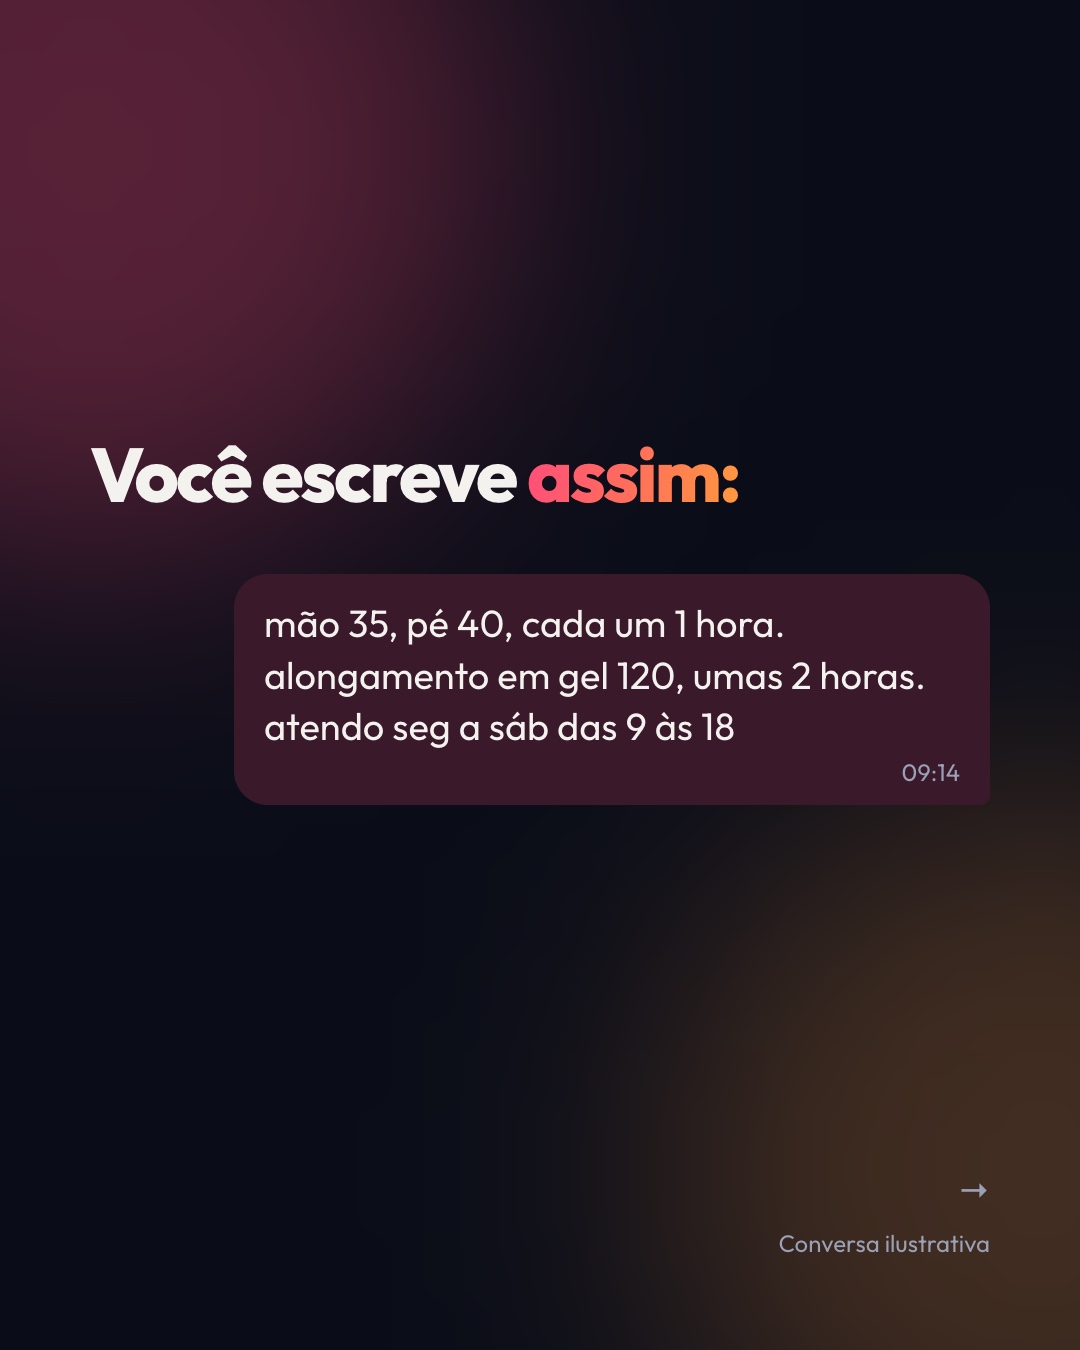 Você escreve assim:
mão 35, pé 40, cada um 1 hora.
alongamento em gel 120, umas 2 horas.
atendo seg a sáb das 9 às 18
09:14
→
Conversa ilustrativa